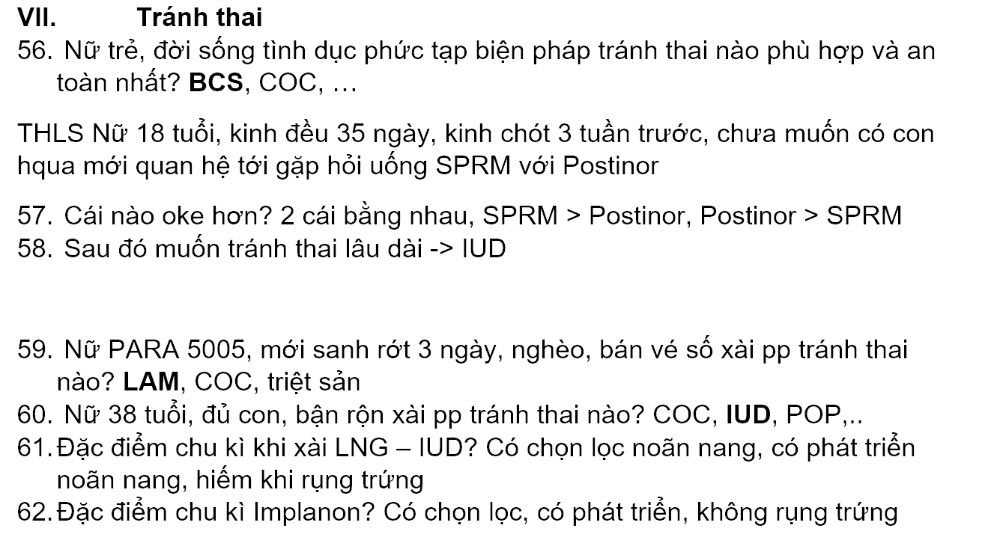 VII. Tránh thai
56. Nữ trẻ, đời sống tình dục phức tạp biện pháp tránh thai nào phù hợp và an
toàn nhất? BCS, COC, …
THLS Nữ 18 tuổi, kinh đều 35 ngày, kinh chót 3 tuần trước, chưa muốn có con
hqua mới quan hệ tới gặp hỏi uống SPRM với Postinor
57. Cái nào oke hơn? 2 cái bằng nhau, SPRM > Postinor, Postinor > SPRM
58. Sau đó muốn tránh thai lâu dài -> IUD
59. Nữ PARA 5005, mới sanh rớt 3 ngày, nghèo, bán vé số xài pp tránh thai
nào? LAM, COC, triệt sản
60. Nữ 38 tuổi, đủ con, bận rộn xài pp tránh thai nào? COC, IUD, POP,..
61. Đặc điểm chu kì khi xài LNG – IUD? Có chọn lọc noãn nang, có phát triển
noãn nang, hiếm khi rụng trứng
62. Đặc điểm chu kì Implanon? Có chọn lọc, có phát triển, không rụng trứng